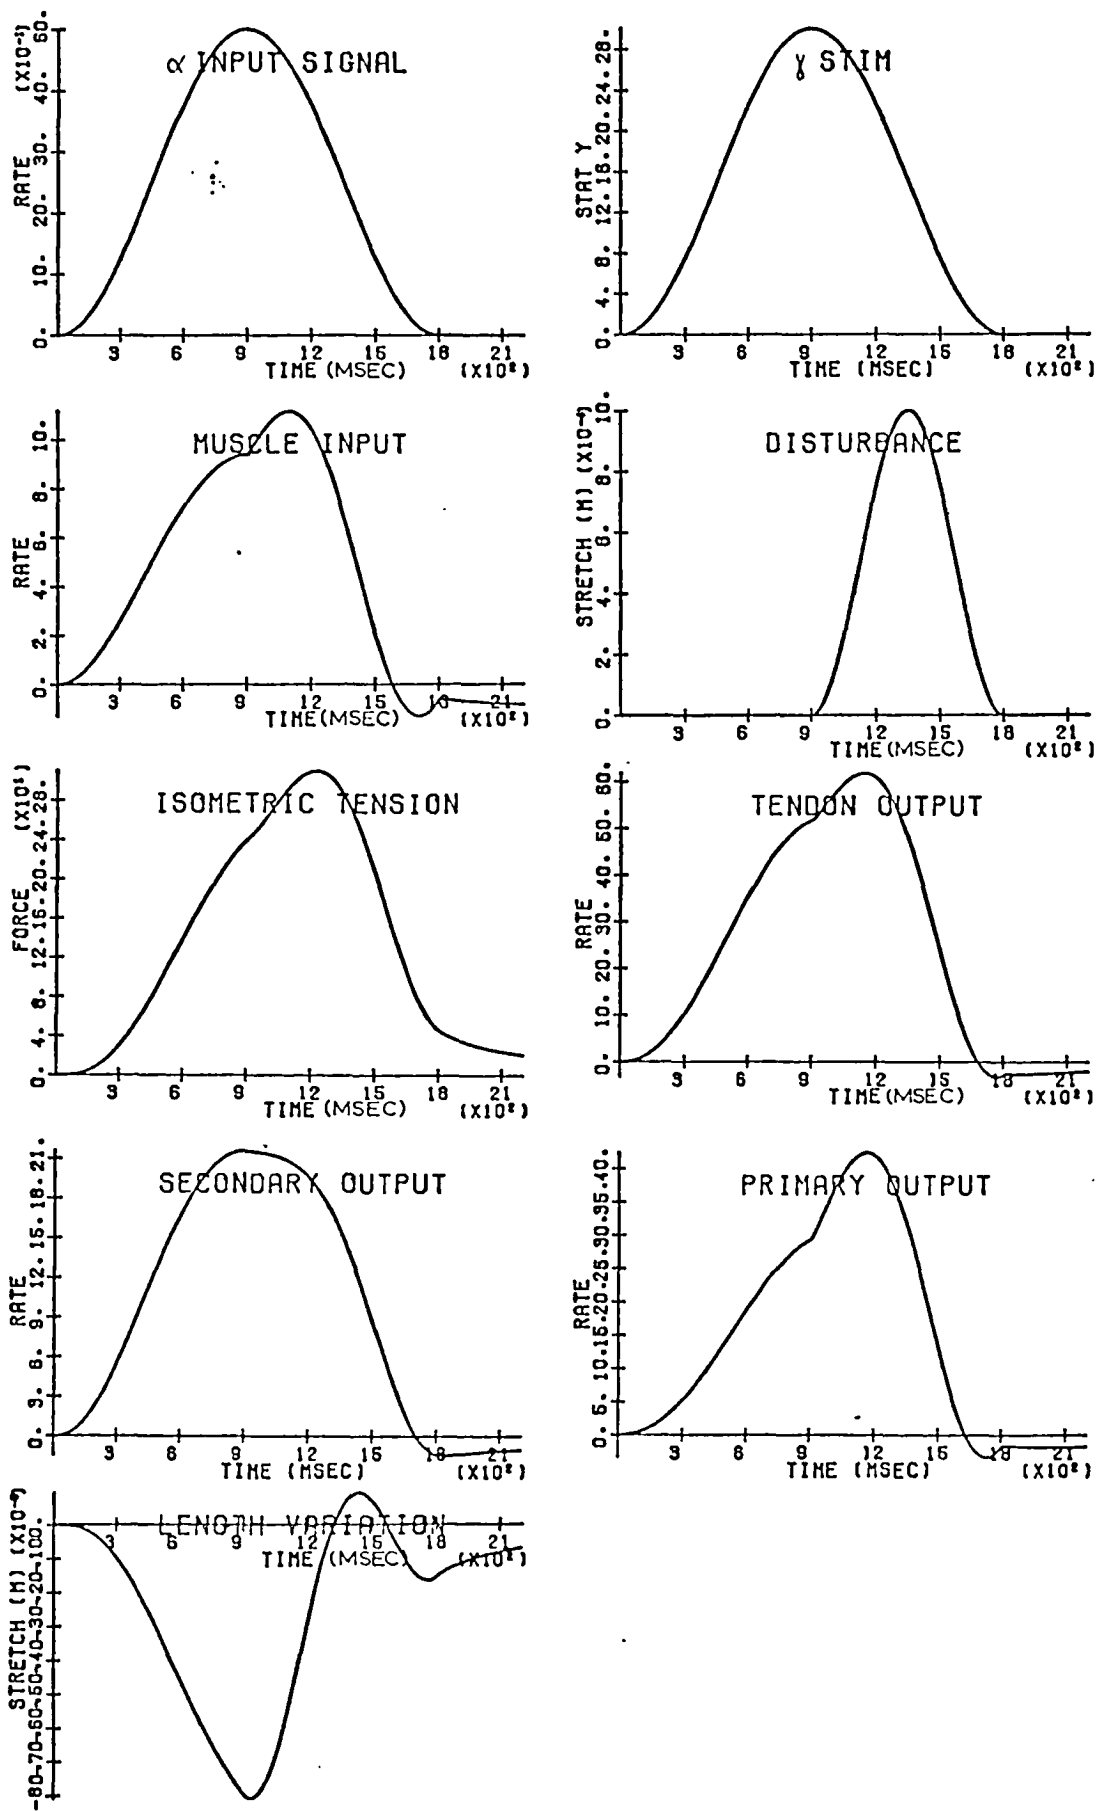 α INPUT SIGNAL
RATE (X10⁻¹)
0. 10. 20. 30. 40. 50.
3 6 9 12 15 18 21
TIME (MSEC) (X10²)
γ STIM
STAT Y
0. 4. 8. 12. 16. 20. 24. 28.
3 6 9 12 15 18 21
TIME (MSEC) (X10²)
MUSCLE INPUT
RATE
0. 2. 4. 6. 8. 10.
3 6 9 12 15 18 21
TIME (MSEC) (X10²)
DISTURBANCE
STRETCH (M)
0. 2. 4. 6. 8. 10.
3 6 9 12 15 18 21
TIME (MSEC) (X10²)
ISOMETRIC TENSION
FORCE
0. 4. 8. 12. 16. 20. 24. 28.
3 6 9 12 15 18 21
TIME (MSEC) (X10²)
TENDON OUTPUT
RATE
0. 10. 20. 30. 40. 50. 60.
3 6 9 12 15 18 21
TIME (MSEC) (X10²)
SECONDARY OUTPUT
RATE
0. 3. 6. 9. 12. 15. 18. 21.
3 6 9 12 15 18 21
TIME (MSEC) (X10²)
PRIMARY OUTPUT
RATE
0. 5. 10. 15. 20. 25. 30. 35. 40.
3 6 9 12 15 18 21
TIME (MSEC) (X10²)
LENGTH VARIATION
STRETCH (M)
-80 -70 -60 -50 -40 -30 -20 -10 0.
3 6 9 12 15 18 21
TIME (MSEC) (X10²)